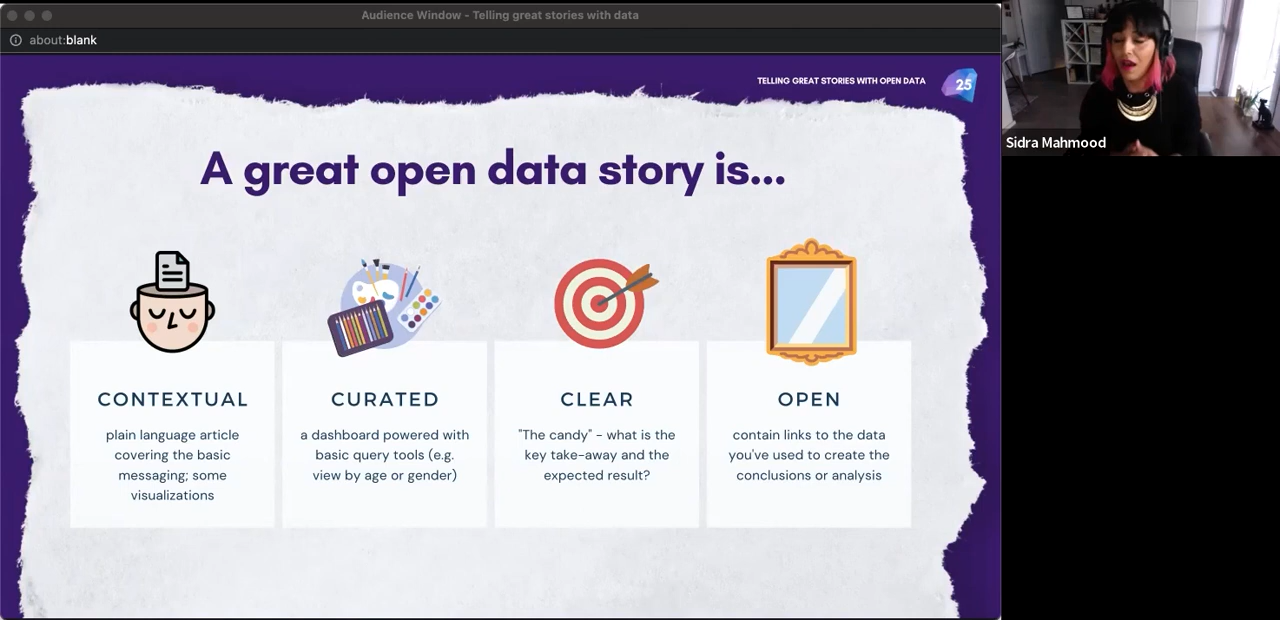 Audience Window - Telling great stories with data
about:blank
TELLING GREAT STORIES WITH OPEN DATA
25
Sidra Mahmood
A great open data story is...
CONTEXTUAL
plain language article
covering the basic
messaging; some
visualizations
CURATED
a dashboard powered with
basic query tools (e.g.
view by age or gender)
CLEAR
"The candy" - what is the
key take-away and the
expected result?
OPEN
contain links to the data
you've used to create the
conclusions or analysis